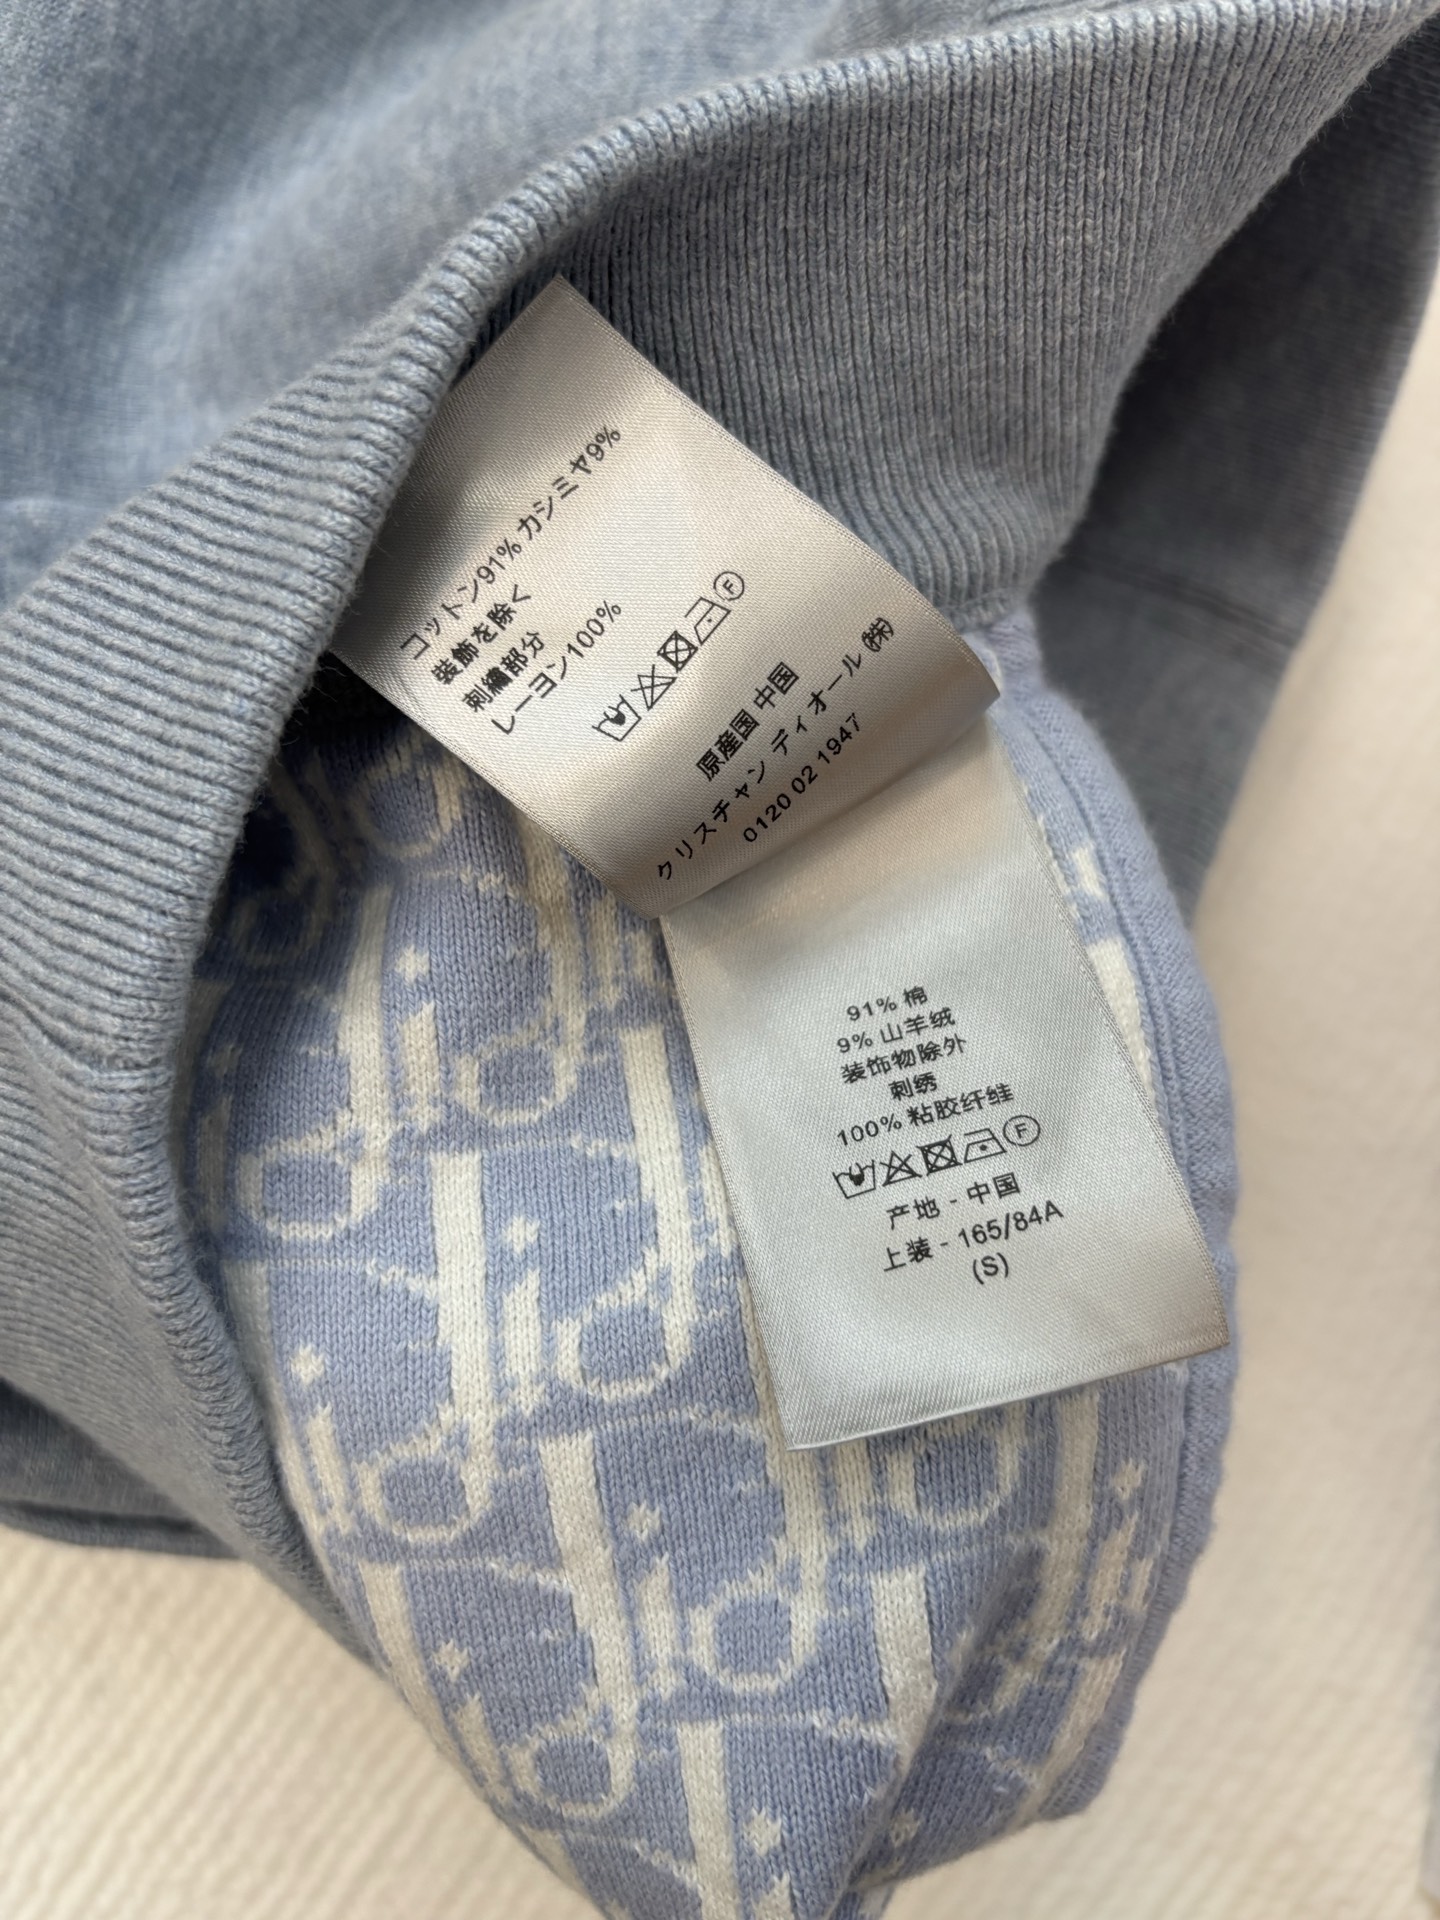 コットン91% カシミヤ9%
装飾を除く
刺繍部分
レーヨン100%
F
原産国 中国
クリスチャン ディオール ㈱
0120 02 1947
91% 棉
9% 山羊绒
装饰物除外
刺绣
100% 粘胶纤维
F
产地 - 中国
上装 - 165/84A
(S)